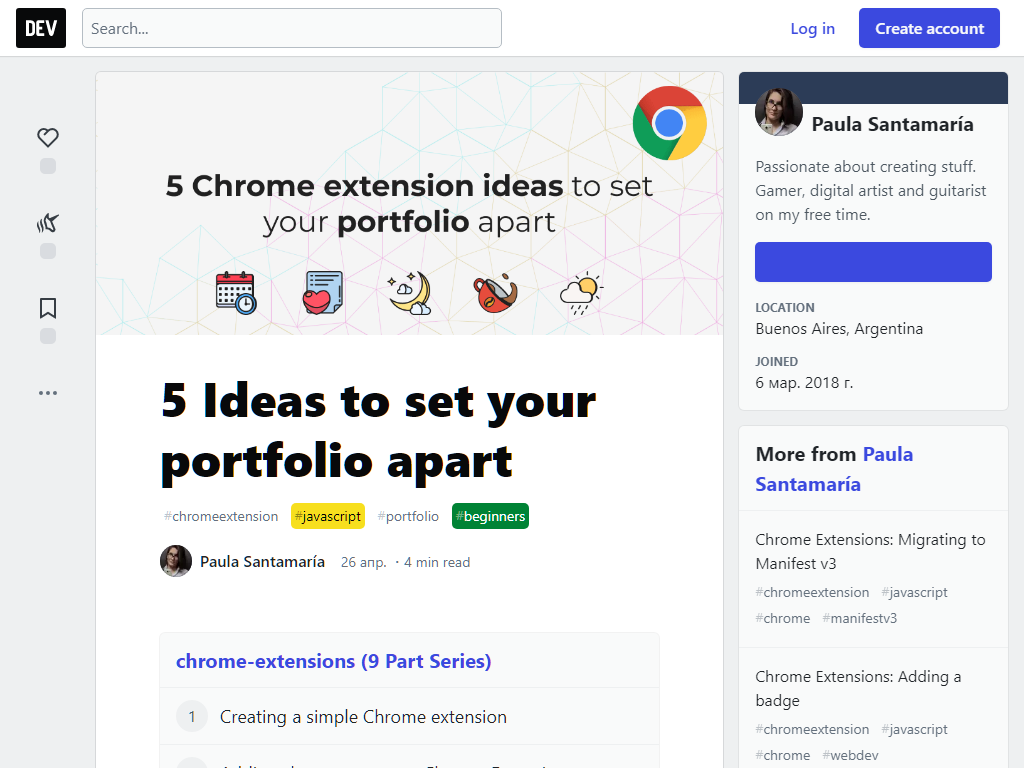 DEV
Search...
Log in
Create account
5 Chrome extension ideas to set
your portfolio apart
5 Ideas to set your
portfolio apart
#chromeextension #javascript #portfolio #beginners
Paula Santamaría 26 апр. · 4 min read
chrome-extensions (9 Part Series)
1 Creating a simple Chrome extension
Paula Santamaría
Passionate about creating stuff.
Gamer, digital artist and guitarist
on my free time.
LOCATION
Buenos Aires, Argentina
JOINED
6 мар. 2018 г.
More from Paula
Santamaría
Chrome Extensions: Migrating to
Manifest v3
#chromeextension #javascript
#chrome #manifestv3
Chrome Extensions: Adding a
badge
#chromeextension #javascript
#chrome #webdev